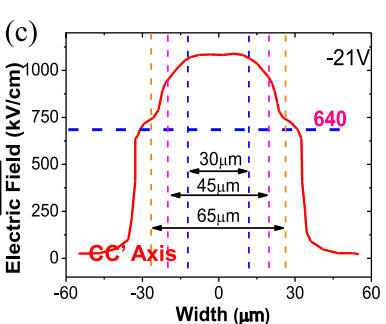 (c)
-21V
1000
750
500
250
0
640
30μm
45μm
65μm
CC' Axis
Electric Field (kV/cm)
-60 -30 0 30 60
Width (μm)